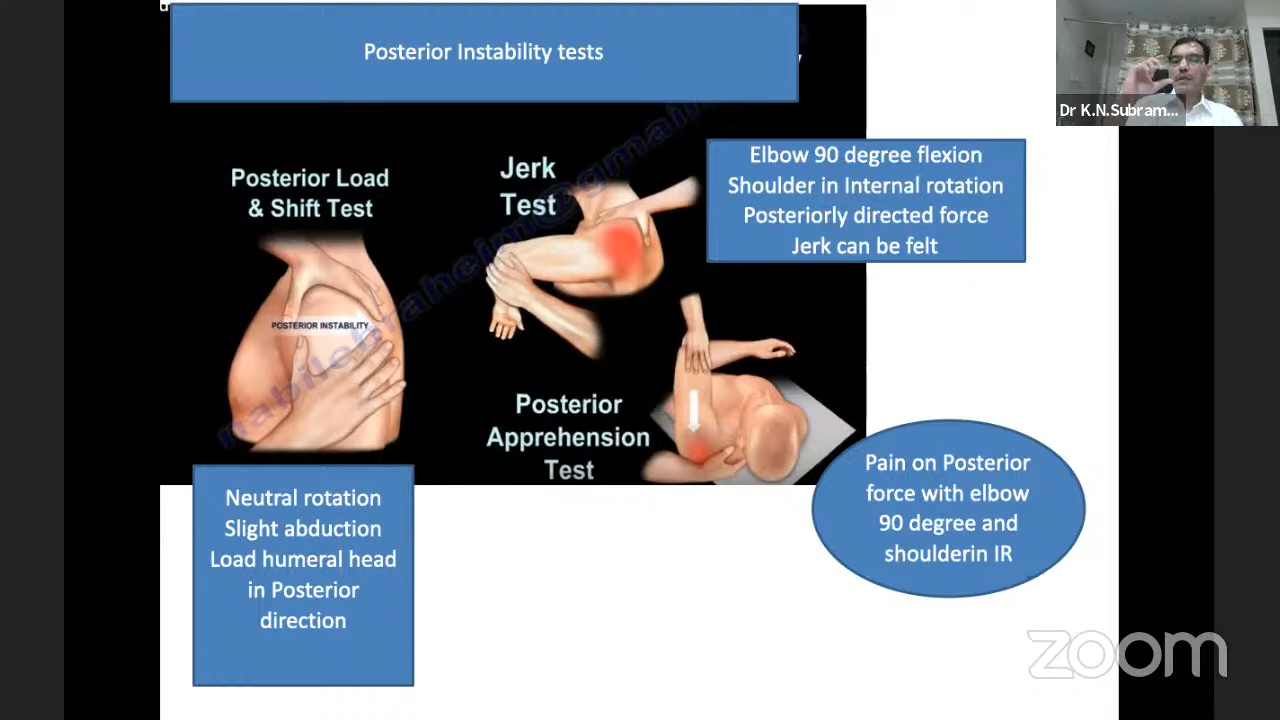 Posterior Instability tests
Dr K.N.Subram...
Elbow 90 degree flexion
Shoulder in Internal rotation
Posteriorly directed force
Jerk can be felt
Posterior Load
& Shift Test
Jerk
Test
POSTERIOR INSTABILITY
Posterior
Apprehension
Test
Neutral rotation
Slight abduction
Load humeral head
in Posterior
direction
Pain on Posterior
force with elbow
90 degree and
shoulderin IR
zoom